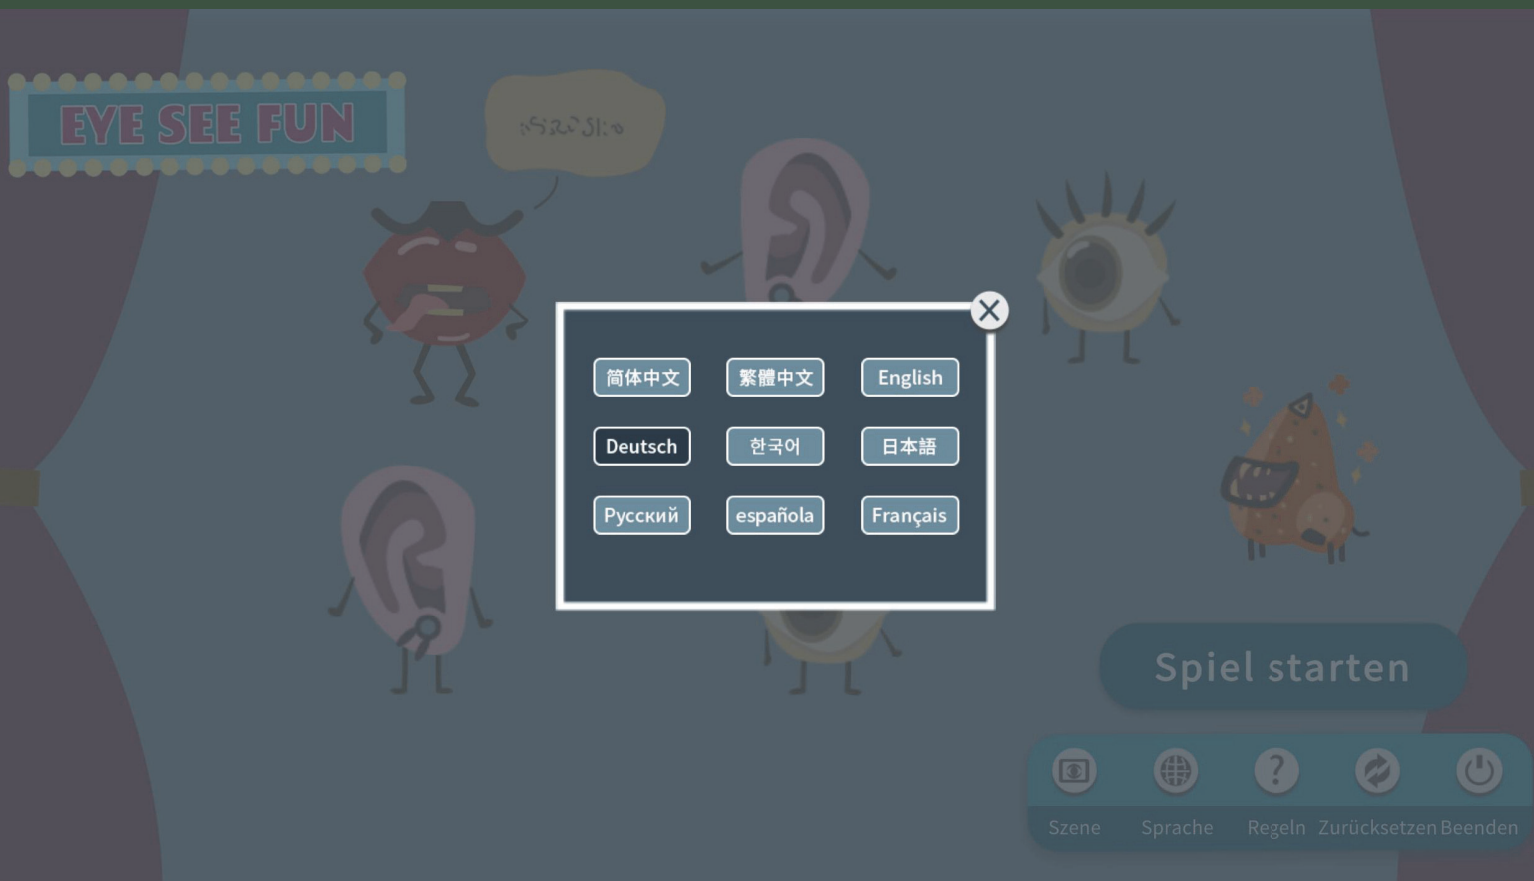 EYE SEE FUN
简体中文
繁體中文
English
Deutsch
한국어
日本語
Русский
española
Français
Spiel starten
Szene
Sprache
Regeln
Zurücksetzen
Beenden